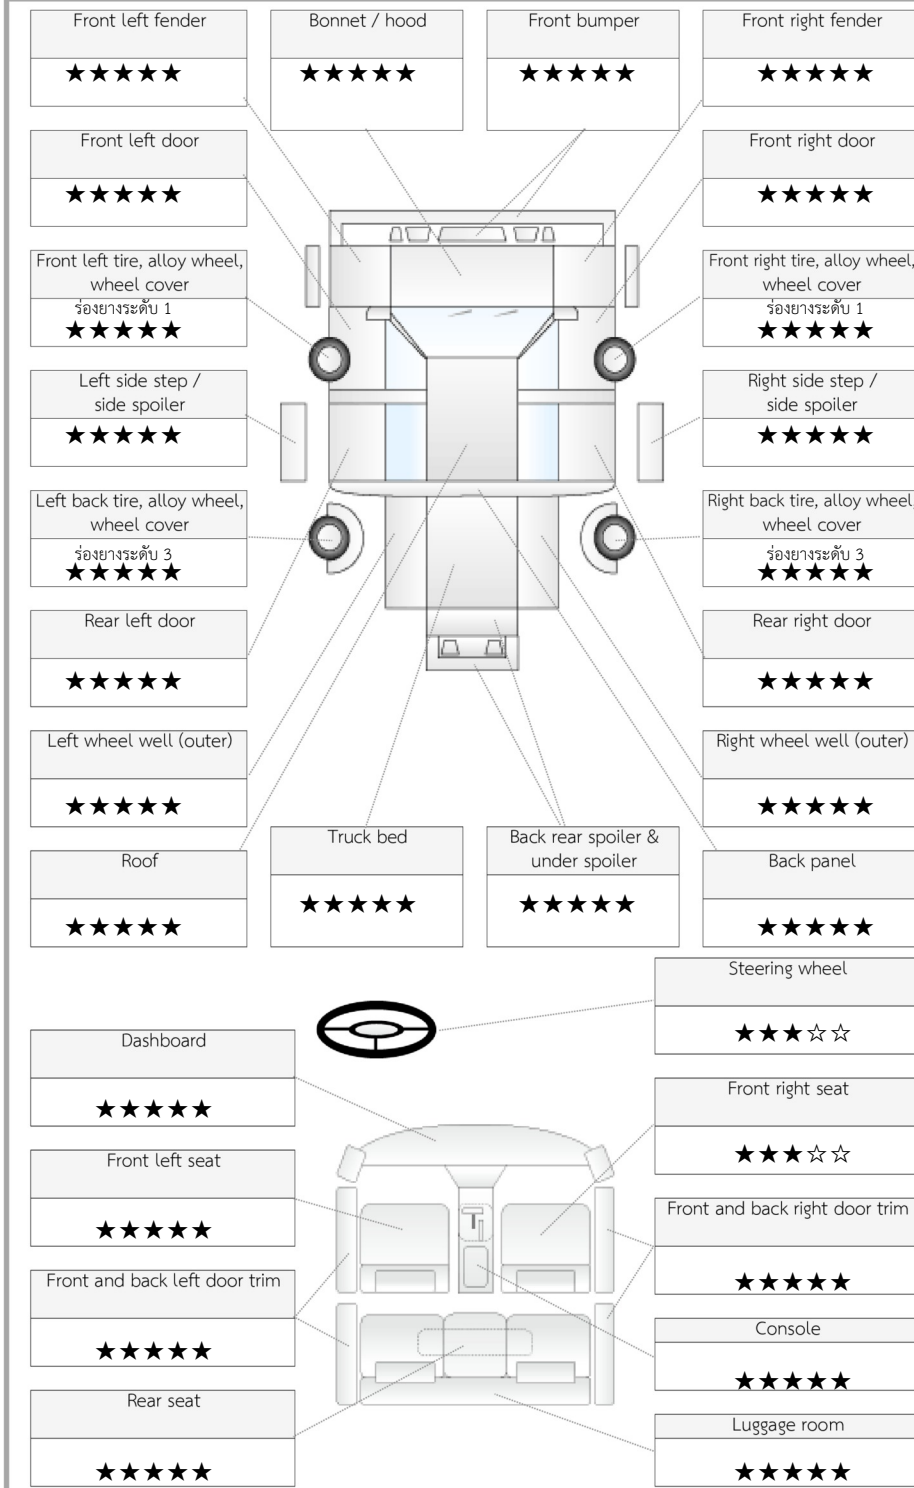 Front left fender
★★★★★
Bonnet / hood
★★★★★
Front bumper
★★★★★
Front right fender
★★★★★
Front left door
★★★★★
Front right door
★★★★★
Front left tire, alloy wheel,
wheel cover
ร่องยางระดับ 1
★★★★★
Front right tire, alloy wheel,
wheel cover
ร่องยางระดับ 1
★★★★★
Left side step /
side spoiler
★★★★★
Right side step /
side spoiler
★★★★★
Left back tire, alloy wheel,
wheel cover
ร่องยางระดับ 3
★★★★★
Right back tire, alloy wheel,
wheel cover
ร่องยางระดับ 3
★★★★★
Rear left door
★★★★★
Rear right door
★★★★★
Left wheel well (outer)
★★★★★
Right wheel well (outer)
★★★★★
Roof
★★★★★
Truck bed
★★★★★
Back rear spoiler &
under spoiler
★★★★★
Back panel
★★★★★
Steering wheel
★★★☆☆
Dashboard
★★★★★
Front right seat
★★★☆☆
Front left seat
★★★★★
Front and back right door trim
★★★★★
Front and back left door trim
★★★★★
Console
★★★★★
Rear seat
★★★★★
Luggage room
★★★★★